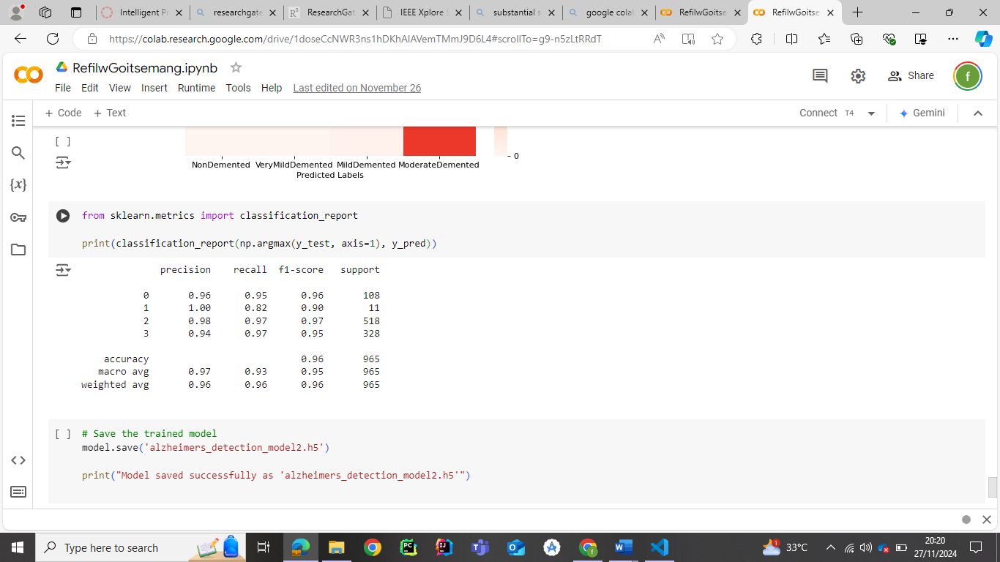 Intelligent Pr
researchgate
ResearchGat
IEEE Xplore S
substantial s
google colab
RefilwGoitse
RefilwGoitse
https://colab.research.google.com/drive/1doseCcNWR3ns1hDKhAIAVemTMmJ9D6L4#scrollTo=g9-n5zLtRRdT
RefilwGoitsemang.ipynb
Share
f
File Edit View Insert Runtime Tools Help Last edited on November 26
+ Code + Text
Connect T4
Gemini
[ ]
0
NonDemented VeryMildDemented MildDemented ModerateDemented
Predicted Labels
from sklearn.metrics import classification_report
print(classification_report(np.argmax(y_test, axis=1), y_pred))
precision recall f1-score support
0 0.96 0.95 0.96 108
1 1.00 0.82 0.90 11
2 0.98 0.97 0.97 518
3 0.94 0.97 0.95 328
accuracy 0.96 965
macro avg 0.97 0.93 0.95 965
weighted avg 0.96 0.96 0.96 965
[ ] # Save the trained model
model.save('alzheimers_detection_model2.h5')
print("Model saved successfully as 'alzheimers_detection_model2.h5'")
Type here to search
33°C
20:20
27/11/2024